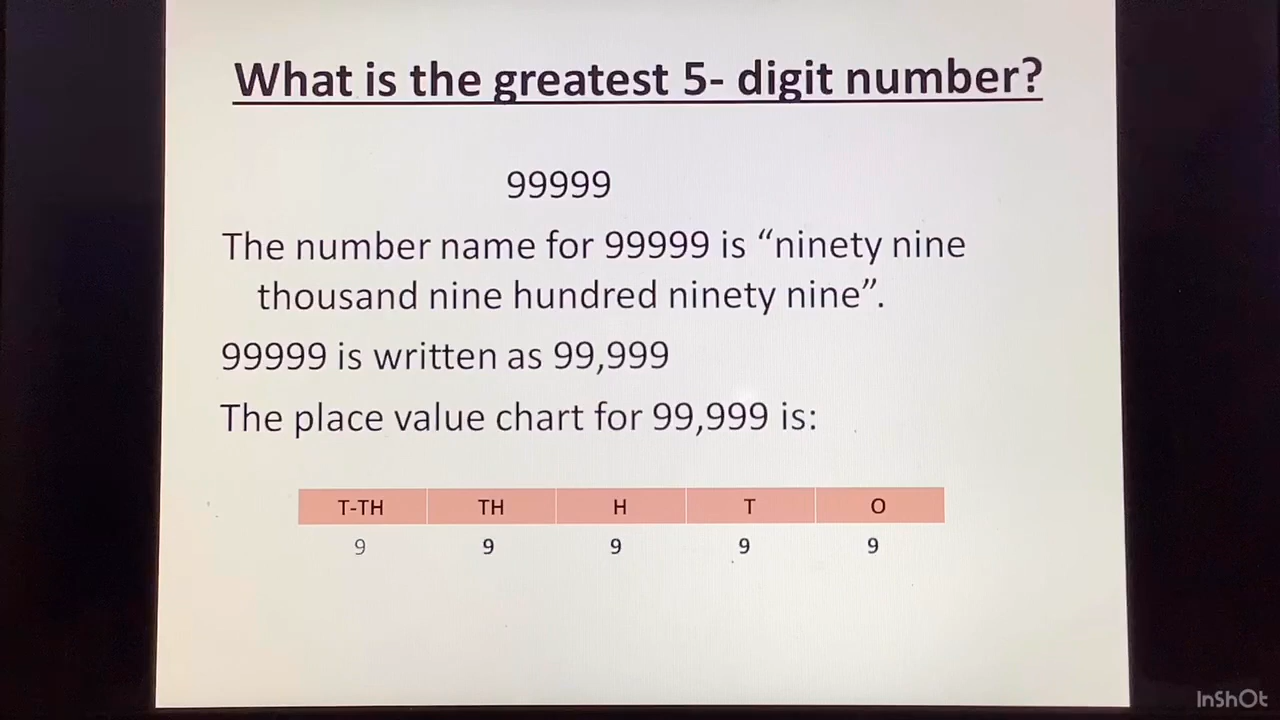 What is the greatest 5- digit number?
99999
The number name for 99999 is “ninety nine
thousand nine hundred ninety nine”.
99999 is written as 99,999
The place value chart for 99,999 is:
T-TH TH H T O
9 9 9 9 9
InShOt